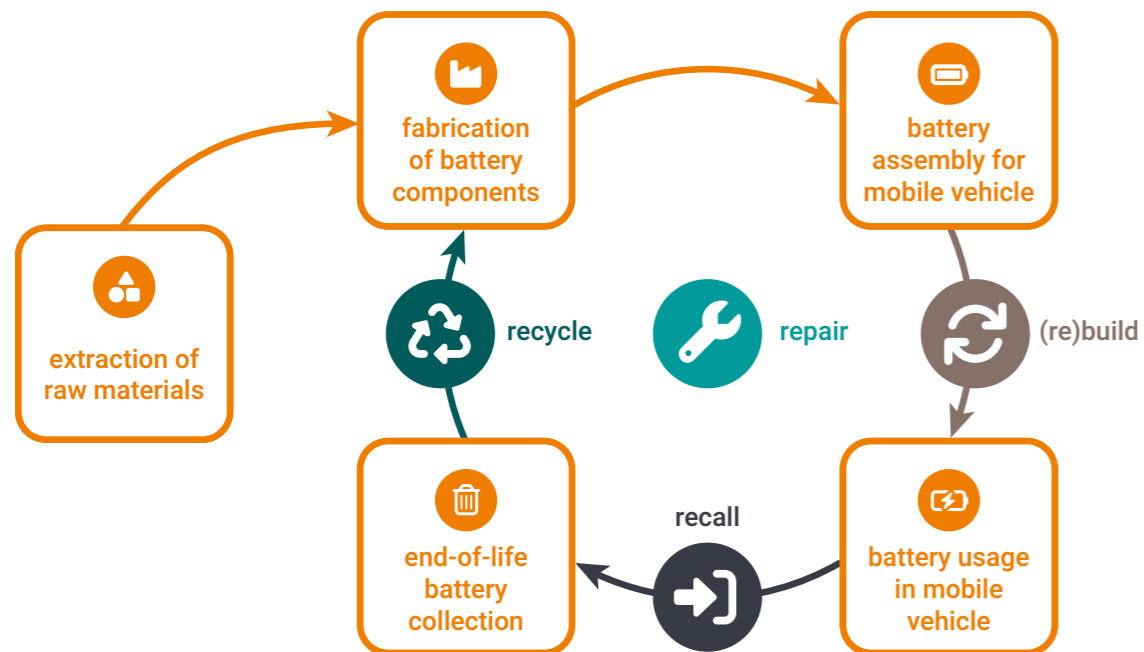 fabrication
of battery
components
battery
assembly for
mobile vehicle
extraction of
raw materials
recycle
repair
(re)build
end-of-life
battery
collection
recall
battery usage
in mobile
vehicle